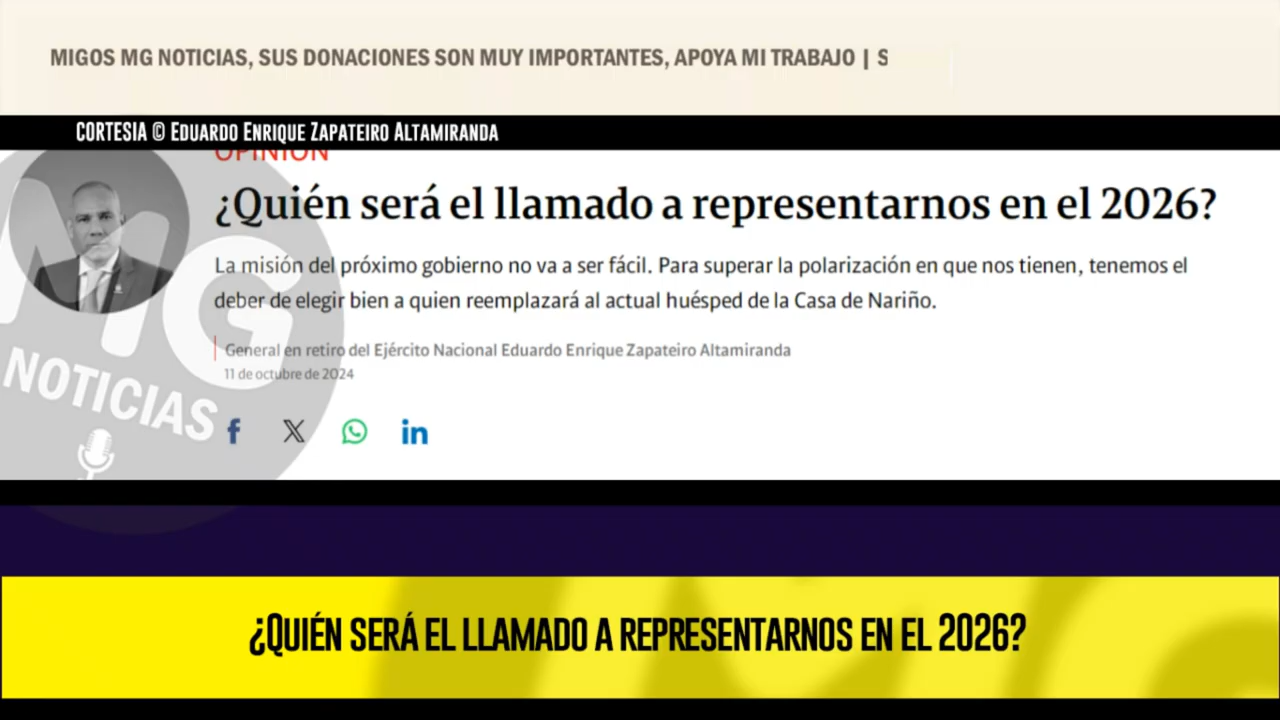 MIGOS MG NOTICIAS, SUS DONACIONES SON MUY IMPORTANTES, APOYA MI TRABAJO | S
CORTESIA © EDUARDO ENRIQUE ZAPATEIRO ALTAMIRANDA
OPINIÓN
¿Quién será el llamado a representarnos en el 2026?
La misión del próximo gobierno no va a ser fácil. Para superar la polarización en que nos tienen, tenemos el
deber de elegir bien a quien reemplazará al actual huésped de la Casa de Nariño.
General en retiro del Ejército Nacional Eduardo Enrique Zapateiro Altamiranda
11 de octubre de 2024
MG
NOTICIAS
¿QUIÉN SERÁ EL LLAMADO A REPRESENTARNOS EN EL 2026?